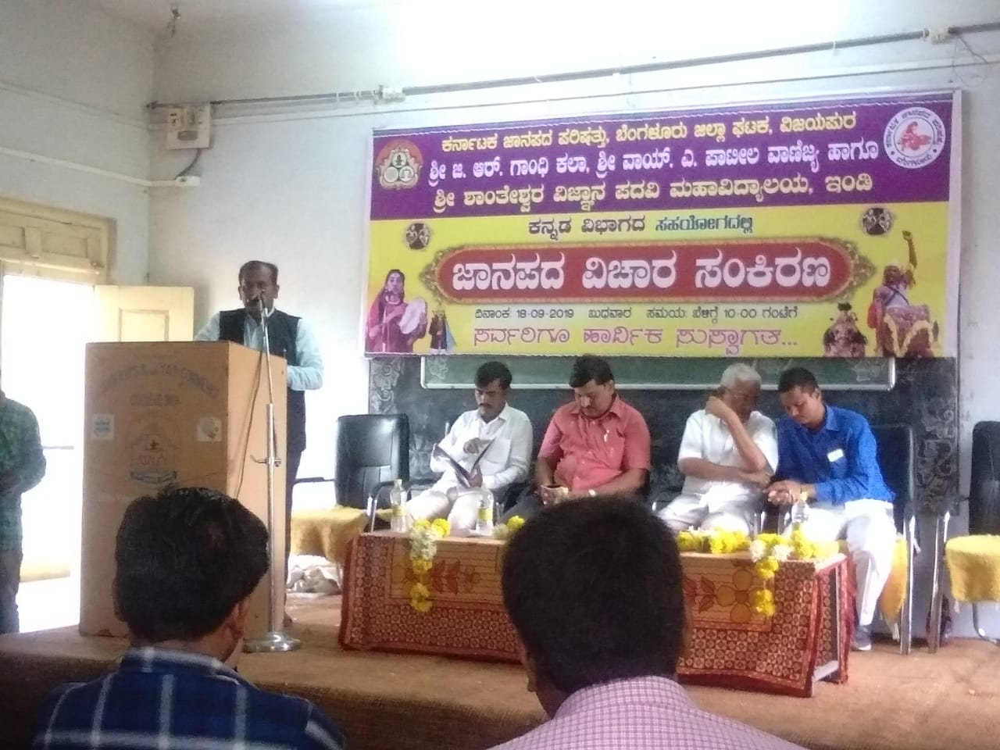 ಕರ್ನಾಟಕ ಜಾನಪದ ಪರಿಷತ್ತು, ಬೆಂಗಳೂರು ಜಿಲ್ಲಾ ಘಟಕ, ವಿಜಯಪುರ
ಶ್ರೀ ಜಿ. ಆರ್. ಗಾಂಧಿ ಕಲಾ, ಶ್ರೀ ವಾಯ್. ಎ. ಪಾಟೀಲ ವಾಣಿಜ್ಯ ಹಾಗೂ
ಶ್ರೀ ಶಾಂತೇಶ್ವರ ವಿಜ್ಞಾನ ಪದವಿ ಮಹಾವಿದ್ಯಾಲಯ, ಇಂಡಿ
ಕನ್ನಡ ವಿಭಾಗದ ಸಹಯೋಗದಲ್ಲಿ
ಜಾನಪದ ವಿಚಾರ ಸಂಕಿರಣ
ದಿನಾಂಕ: 18-09-2019 ಬುಧವಾರ ಸಮಯ: ಬೆಳಿಗ್ಗೆ 10-00 ಗಂಟೆಗೆ
ಸರ್ವರಿಗೂ ಹಾರ್ದಿಕ ಸುಸ್ವಾಗತ...